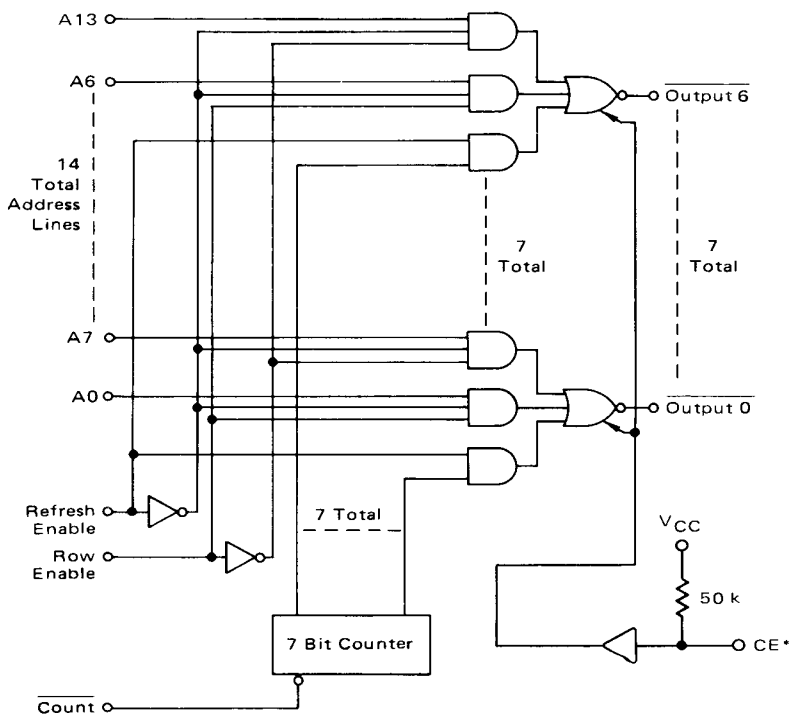 A13
A6
Output 6
14
Total
Address
Lines
7
Total
7
Total
A7
A0
Output 0
Refresh
Enable
7 Total
Row
Enable
VCC
50 k
7 Bit Counter
CE*
Count